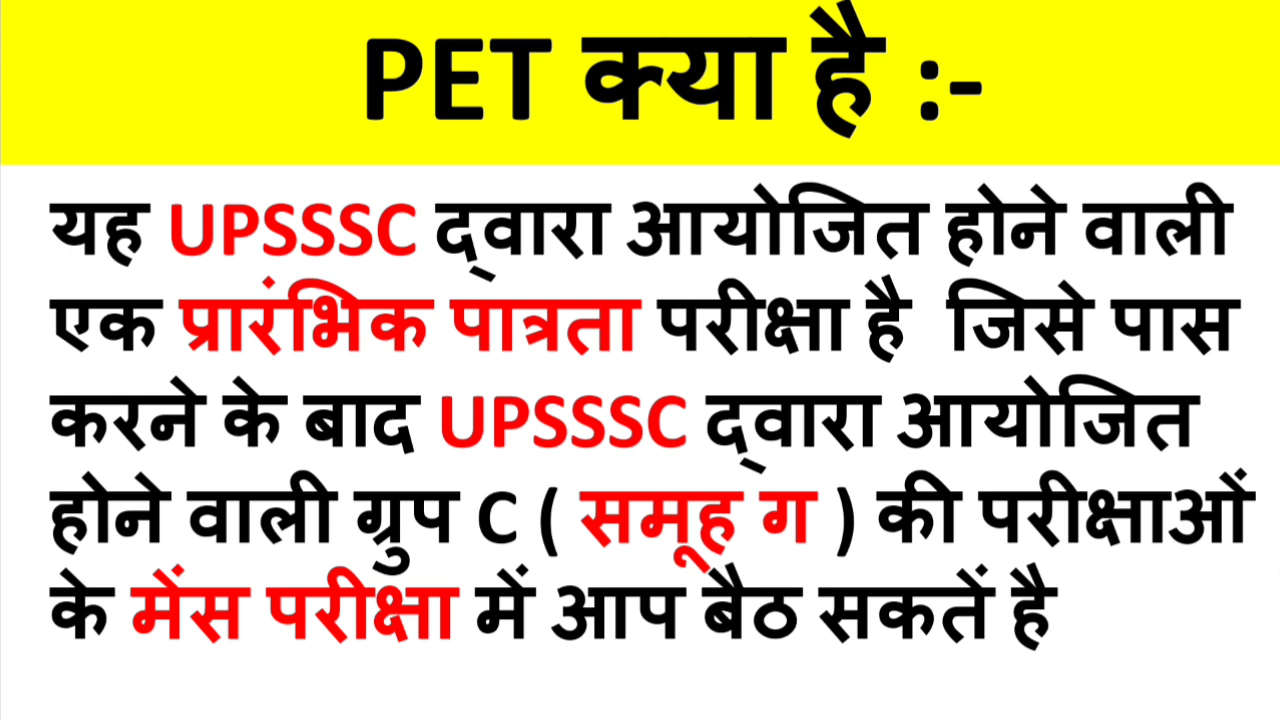 PET क्या है :-
यह UPSSSC द्वारा आयोजित होने वाली
एक प्रारंभिक पात्रता परीक्षा है जिसे पास
करने के बाद UPSSSC द्वारा आयोजित
होने वाली ग्रुप C ( समूह ग ) की परीक्षाओं
के मेंस परीक्षा में आप बैठ सकतें है